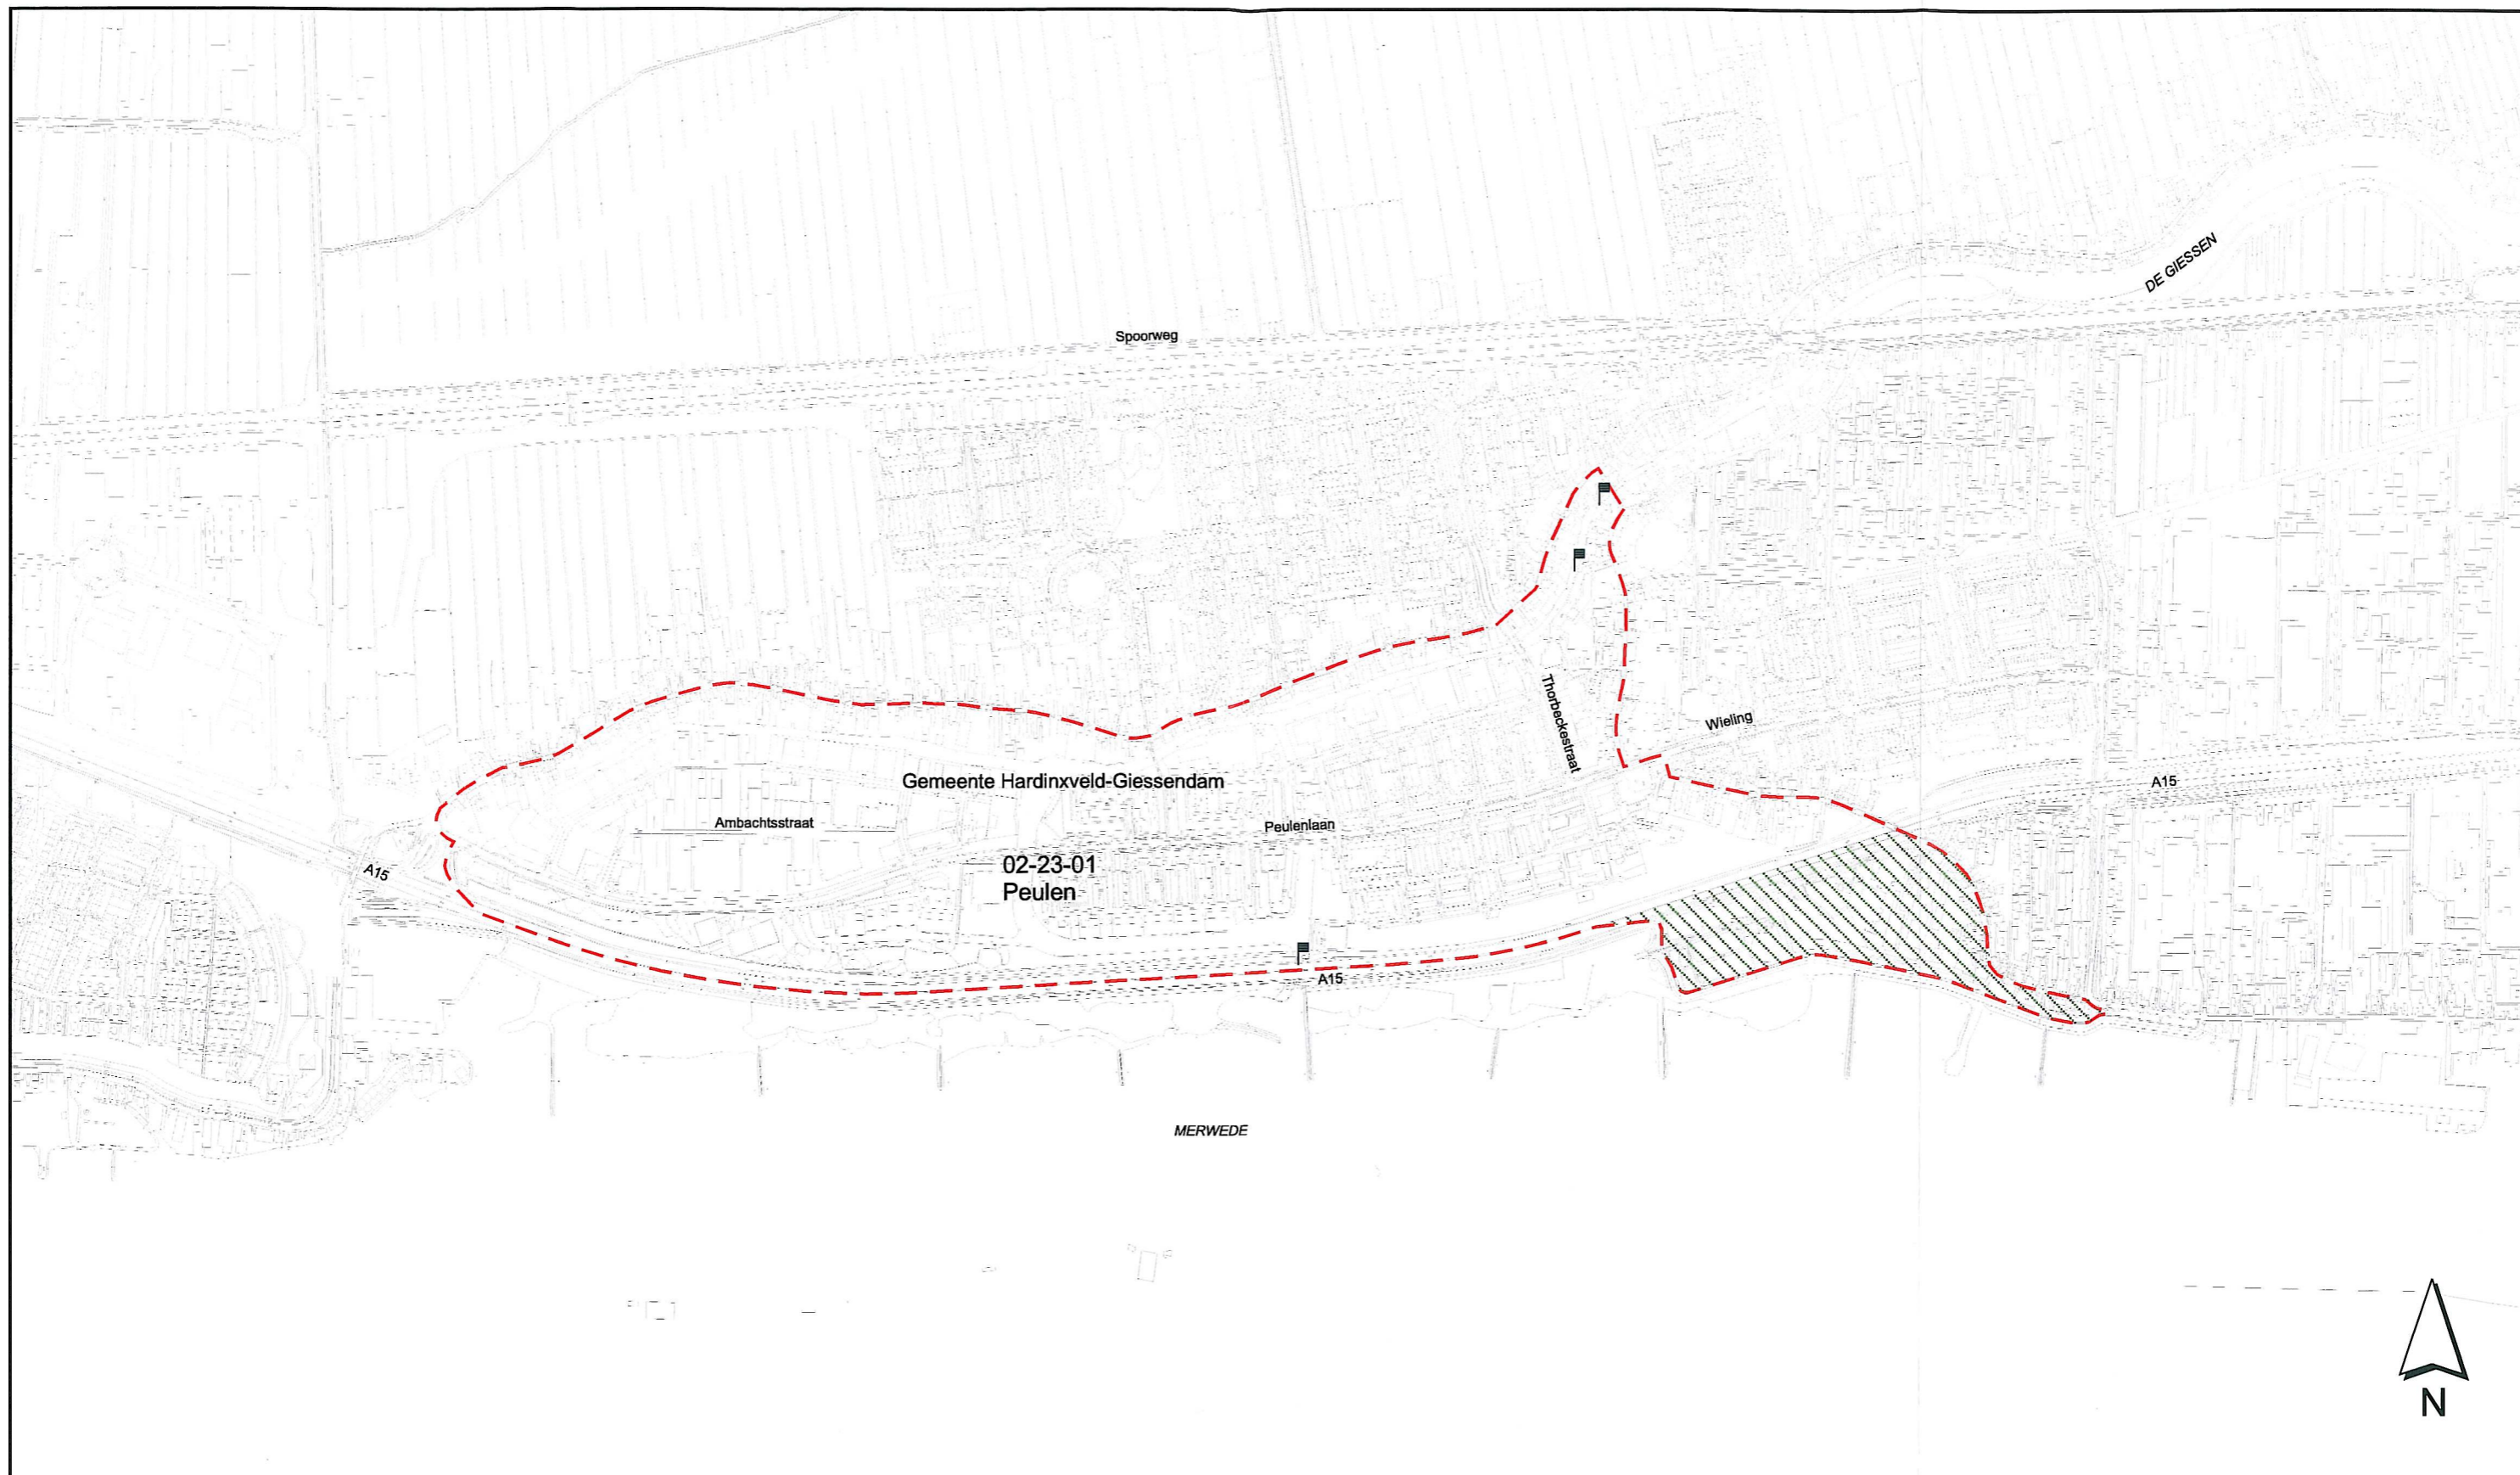 DE GIESSEN
Spoorweg
Thorbeckestraat
Wieling
Gemeente Hardinxveld-Giessendam
A15
Ambachtsstraat
Peulenlaan
02-23-01
Peulen
A15
A15
MERWEDE
N